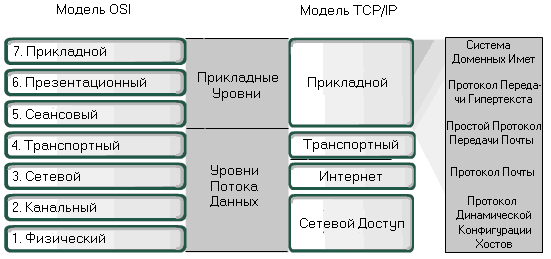 Модель OSI
Модель TCP/IP
7. Прикладной
6. Презентационный
5. Сеансовый
4. Транспортный
3. Сетевой
2. Канальный
1. Физический
Прикладные
Уровни
Уровни
Потока
Данных
Прикладной
Транспортный
Интернет
Сетевой Доступ
Система
Доменных Имет
Протокол Переда-
чи Гипертекста
Простой Протокол
Передачи Почты
Протокол Почты
Протокол
Динамической
Конфигурации
Хостов